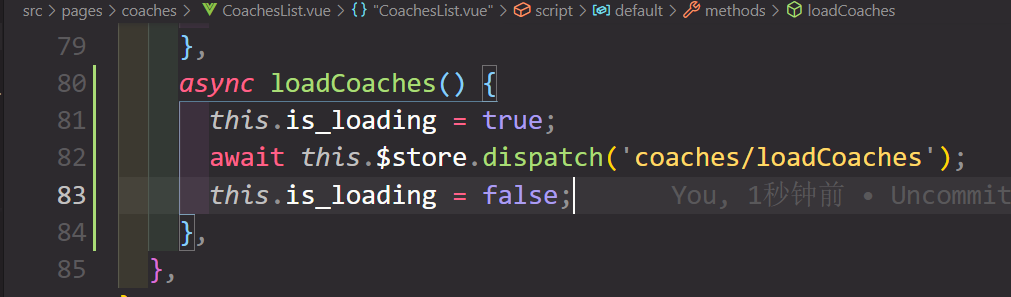 src > pages > coaches > CoachesList.vue > {} "CoachesList.vue" > script > default > methods > loadCoaches
79 },
80 async loadCoaches() {
81 this.is_loading = true;
82 await this.$store.dispatch('coaches/loadCoaches');
83 this.is_loading = false; You, 1秒钟前 • Uncommit
84 },
85 },